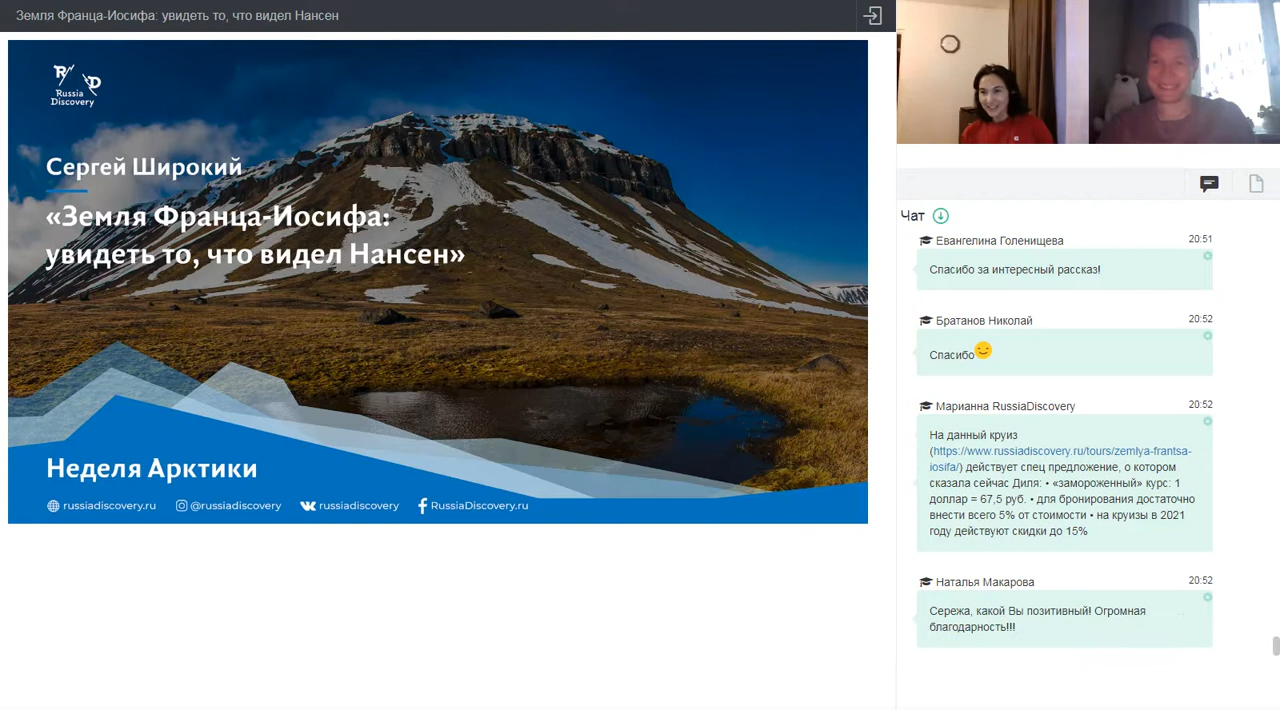 Земля Франца-Иосифа: увидеть то, что видел Нансен
R D
Russia
Discovery
Сергей Широкий
«Земля Франца-Иосифа:
увидеть то, что видел Нансен»
Неделя Арктики
russiadiscovery.ru @russiadiscovery russiadiscovery RussiaDiscovery.ru
Чат
Евангелина Голенищева 20:51
Спасибо за интересный рассказ!
Братанов Николай 20:52
Спасибо
Марианна RussiaDiscovery 20:52
На данный круиз
(https://www.russiadiscovery.ru/tours/zemlya-frantsa-
iosifa/) действует спец предложение, о котором
сказала сейчас Диля: • «замороженный» курс: 1
доллар = 67,5 руб. • для бронирования достаточно
внести всего 5% от стоимости • на круизы в 2021
году действуют скидки до 15%
Наталья Макарова 20:52
Сережа, какой Вы позитивный! Огромная
благодарность!!!